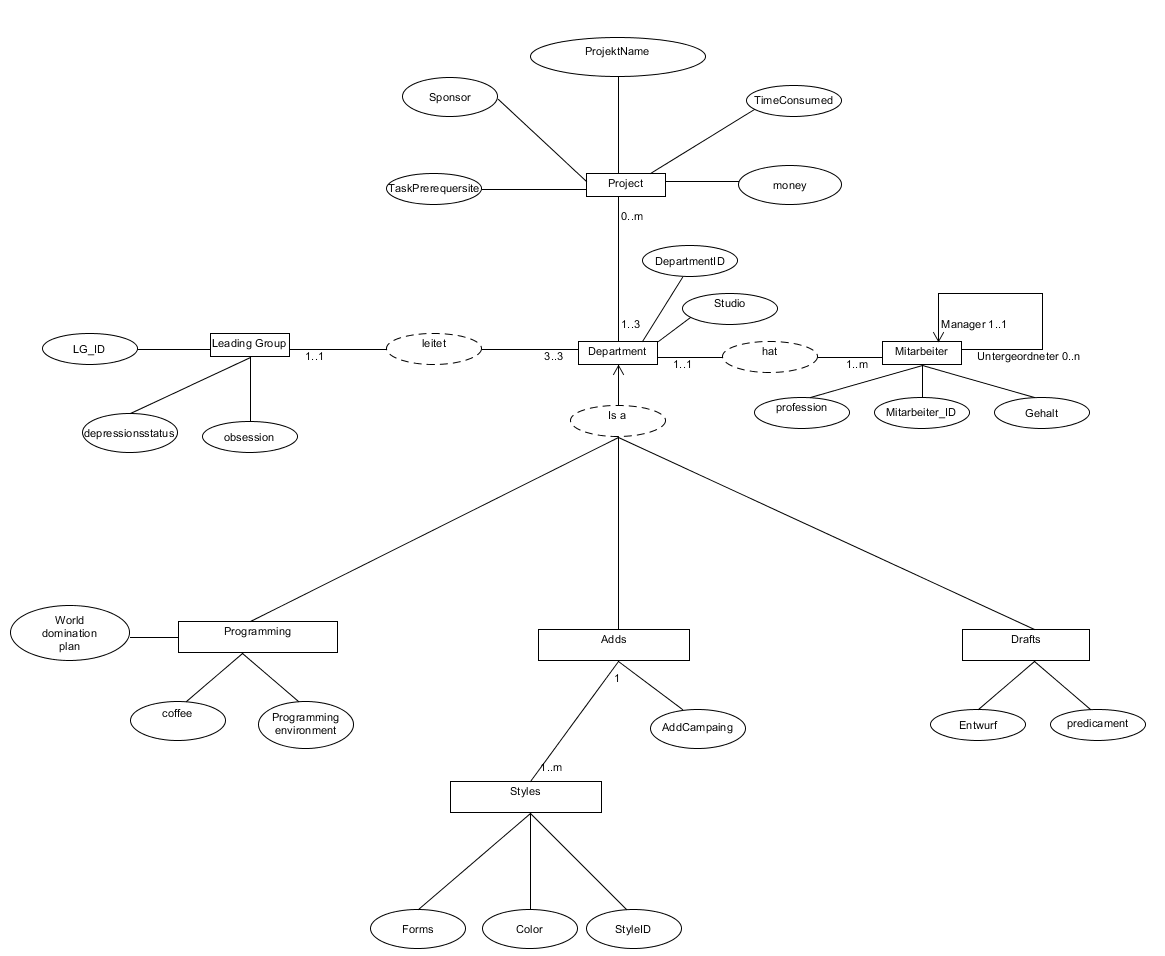 ProjektName
Sponsor
TimeConsumed
TaskPrerequersite
Project
money
0..m
DepartmentID
Studio
1..3
Manager 1..1
LG_ID
Leading Group
1..1
leitet
3..3
Department
1..1
hat
1..m
Mitarbeiter
Untergeordneter 0..n
profession
Mitarbeiter_ID
Gehalt
Is a
depressionsstatus
obsession
World
domination
plan
Programming
Adds
Drafts
1
coffee
Programming
environment
AddCampaing
Entwurf
predicament
1..m
Styles
Forms
Color
StyleID